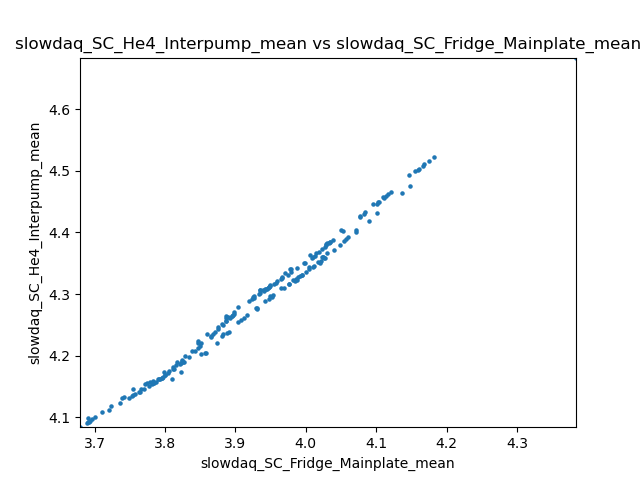 slowdaq_SC_He4_Interpump_mean vs slowdaq_SC_Fridge_Mainplate_mean
slowdaq_SC_He4_Interpump_mean
4.6
4.5
4.4
4.3
4.2
4.1
3.7 3.8 3.9 4.0 4.1 4.2 4.3
slowdaq_SC_Fridge_Mainplate_mean